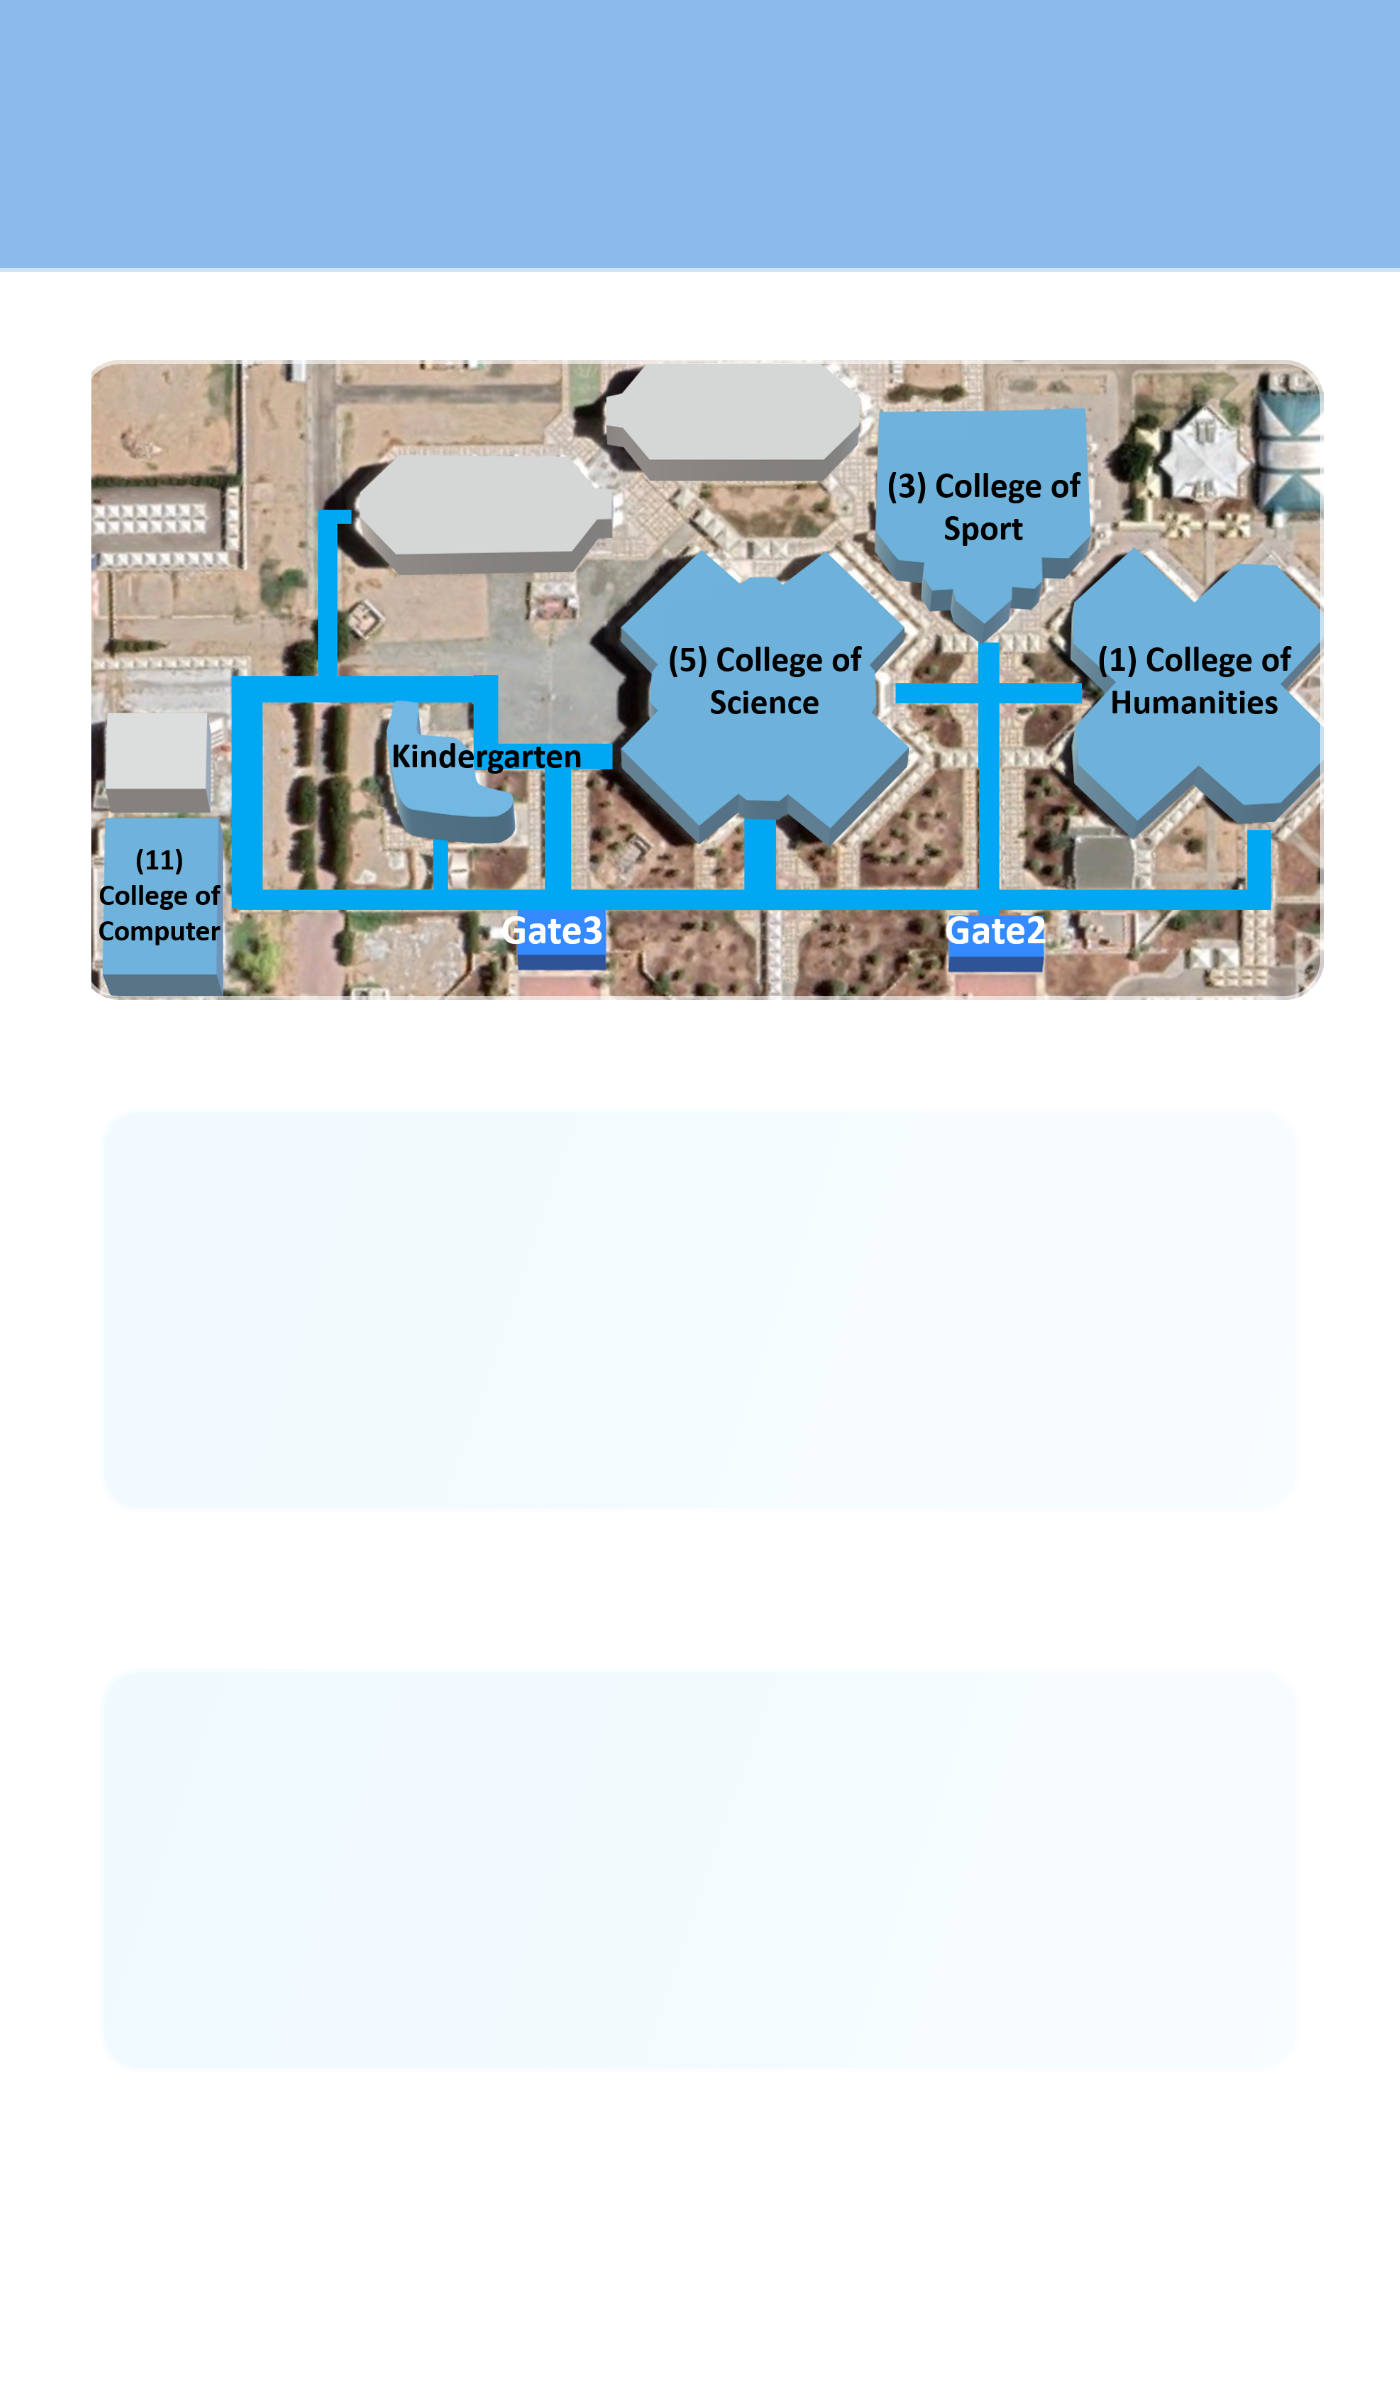 (3) College of
Sport
(5) College of
Science
(1) College of
Humanities
Kindergarten
(11)
College of
Computer
Gate3
Gate2